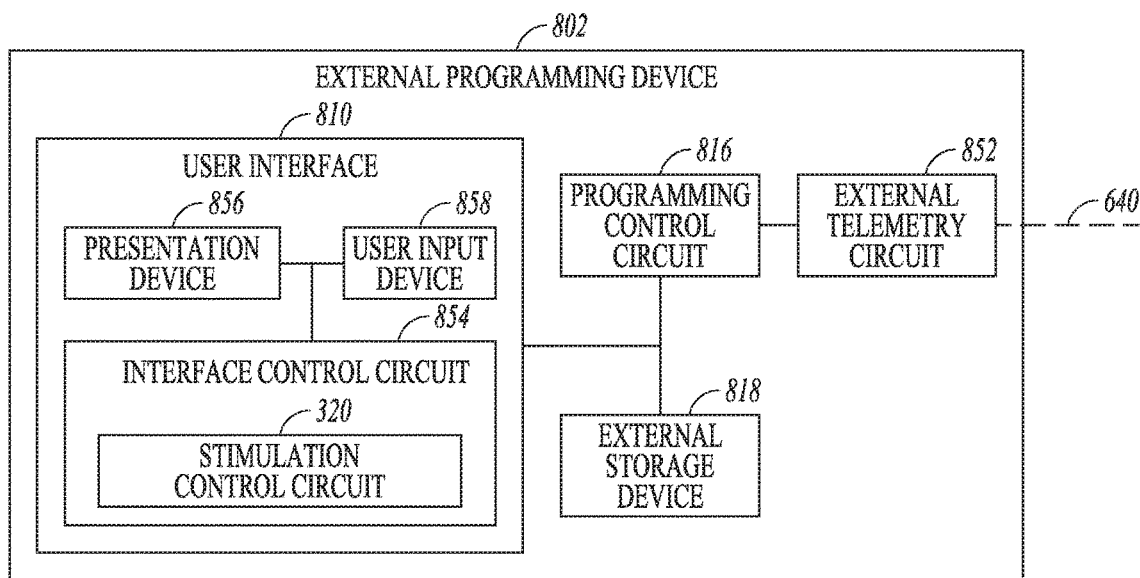 802
EXTERNAL PROGRAMMING DEVICE
810
USER INTERFACE
856
PRESENTATION
DEVICE
858
USER INPUT
DEVICE
854
INTERFACE CONTROL CIRCUIT
320
STIMULATION
CONTROL CIRCUIT
816
PROGRAMMING
CONTROL
CIRCUIT
852
EXTERNAL
TELEMETRY
CIRCUIT
640
818
EXTERNAL
STORAGE
DEVICE